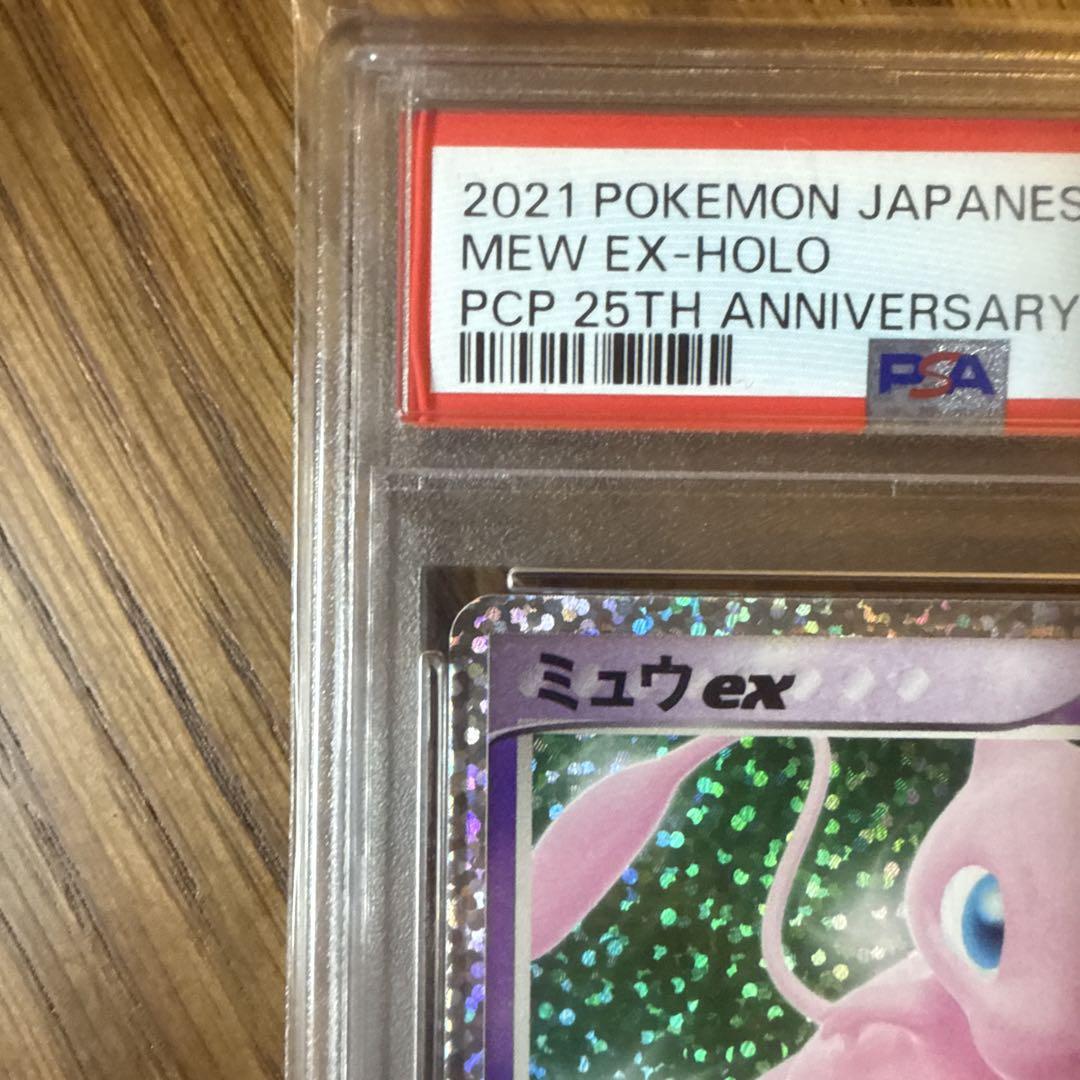 2021 POKEMON JAPANES
MEW EX-HOLO
PCP 25TH ANNIVERSARY
PSA
ミュウex